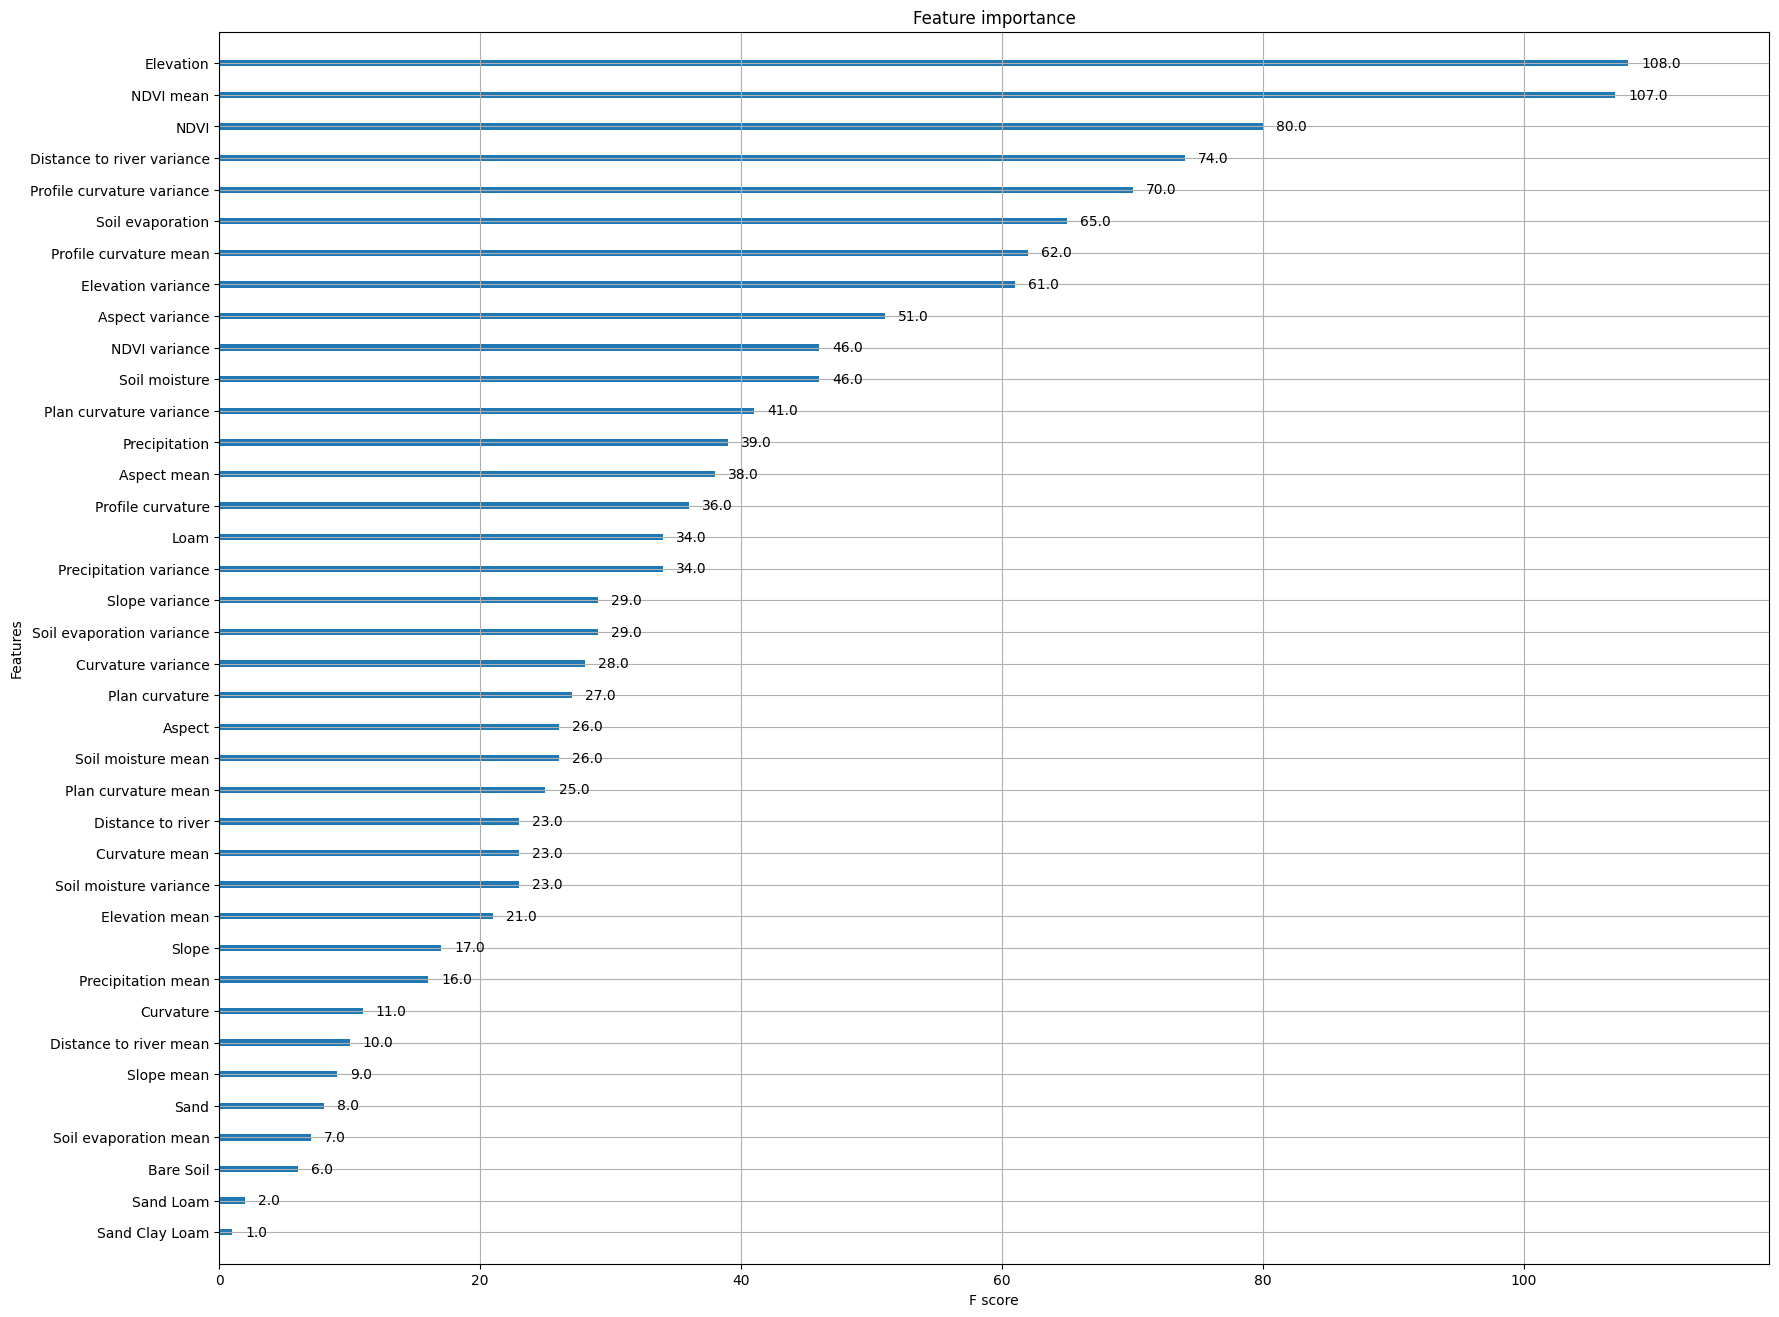 Feature importance
Elevation 108.0
NDVI mean 107.0
NDVI 80.0
Distance to river variance 74.0
Profile curvature variance 70.0
Soil evaporation 65.0
Profile curvature mean 62.0
Elevation variance 61.0
Aspect variance 51.0
NDVI variance 46.0
Soil moisture 46.0
Plan curvature variance 41.0
Precipitation 39.0
Aspect mean 38.0
Profile curvature 36.0
Loam 34.0
Precipitation variance 34.0
Slope variance 29.0
Soil evaporation variance 29.0
Features
Curvature variance 28.0
Plan curvature 27.0
Aspect 26.0
Soil moisture mean 26.0
Plan curvature mean 25.0
Distance to river 23.0
Curvature mean 23.0
Soil moisture variance 23.0
Elevation mean 21.0
Slope 17.0
Precipitation mean 16.0
Curvature 11.0
Distance to river mean 10.0
Slope mean 9.0
Sand 8.0
Soil evaporation mean 7.0
Bare Soil 6.0
Sand Loam 2.0
Sand Clay Loam 1.0
0 20 40 60 80 100
F score